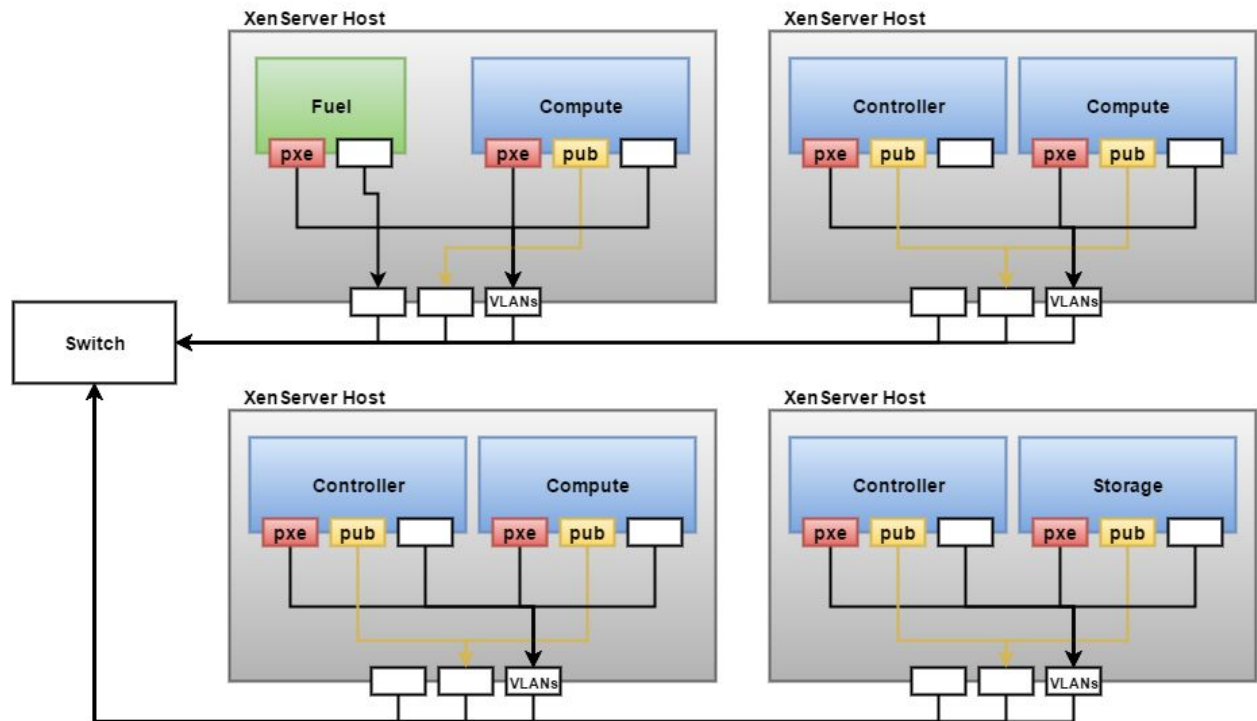 XenServer Host
XenServer Host
Fuel
Compute
Controller
Compute
pxe
pxe
pub
pxe
pub
pxe
pub
VLANs
VLANs
Switch
XenServer Host
XenServer Host
Controller
Compute
Controller
Storage
pxe
pub
pxe
pub
pxe
pub
pxe
pub
VLANs
VLANs